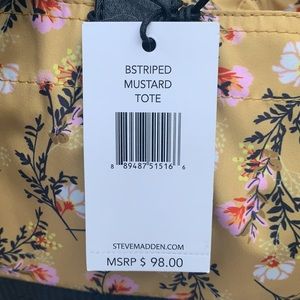 BSTRIPED
MUSTARD
TOTE
8 89487 51516 6
STEVEMADDEN.COM
MSRP $ 98.00